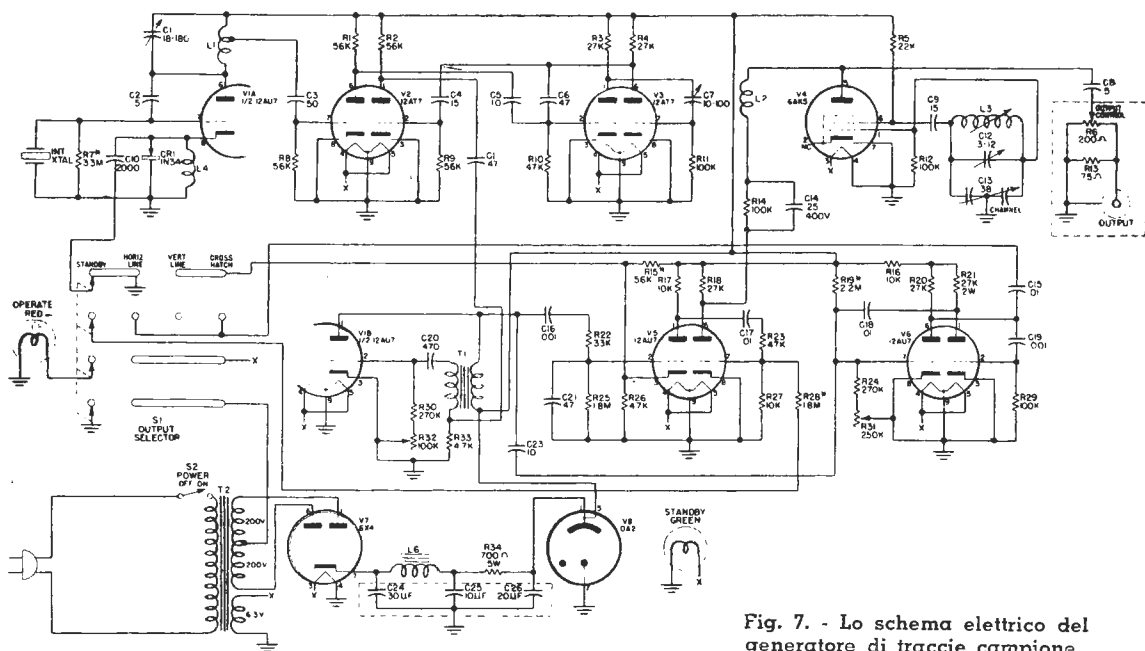 C1
18-180
L1
C2
5
V1A
1/2 12AU7
INT
XTAL
R7*
33M
C10
2000
CR1
1N34
L4
C3
50
R8
56K
R1
56K
R2
56K
V2
12AT7
C4
15
R9
56K
C1
47
C5
10
C6
47
R10
47K
R3
27K
R4
27K
V3
12AT7
C7
10-100
R11
100K
L2
R14
100K
C14
25
400V
R5
22K
V4
6AK5
NC
C9
15
R12
100K
L3
C12
3-12
C13
38
CHANNEL
C8
5
OUTPUT
CONTROL
R6
200Ω
R13
75Ω
OUTPUT
STANDBY
HORIZ
LINE
VERT
LINE
CROSS
HATCH
OPERATE
RED
S1
OUTPUT
SELECTOR
X
V1B
1/2 12AU7
C20
470
T1
R30
270K
R32
100K
R33
4.7K
C23
10
C16
001
R22
33K
C21
47
R25
1.8M
R26
47K
R15*
56K
R17
10K
R18
27K
V5
12AU7
C17
01
R23
47K
R27
10K
R28*
1.8M
R19*
2.2M
R16
10K
C18
01
R20
27K
R21
27K
2W
V6
12AU7
C15
01
C19
.001
R24
270K
R31
250K
R29
100K
S2
POWER
OFF ON
T2
200V
200V
6.3V
X
V7
6X4
L6
R34
700Ω
5W
C24
30UF
C25
10UF
C26
20UF
V8
OA2
STANDBY
GREEN
X
Fig. 7. - Lo schema elettrico del
generatore di traccie campione